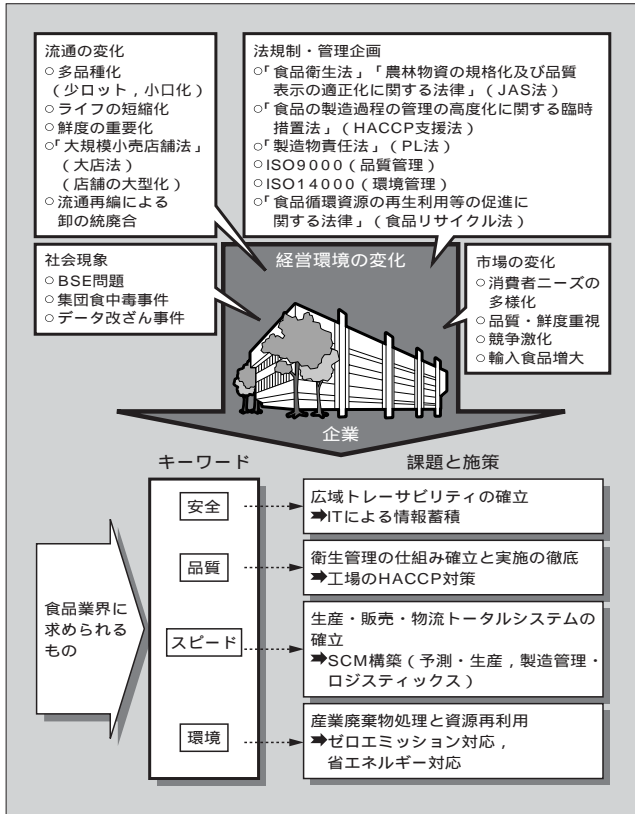 流通の変化
○多品種化
（少ロット，小口化）
○ライフの短縮化
○鮮度の重要化
○「大規模小売店舗法」
（大店法）
（店舗の大型化）
○流通再編による
卸の統廃合
法規制・管理企画
○「食品衛生法」「農林物資の規格化及び品質
表示の適正化に関する法律」（JAS法）
○「食品の製造過程の管理の高度化に関する臨時
措置法」（HACCP支援法）
○「製造物責任法」（PL法）
○ISO9000（品質管理）
○ISO14000（環境管理）
○「食品循環資源の再生利用等の促進に
関する法律」（食品リサイクル法）
社会現象
○BSE問題
○集団食中毒事件
○データ改ざん事件
経営環境の変化
市場の変化
○消費者ニーズの
多様化
○品質・鮮度重視
○競争激化
○輸入食品増大
企業
キーワード
課題と施策
食品業界に
求められる
もの
安全
広域トレーサビリティの確立
➡ITによる情報蓄積
品質
衛生管理の仕組み確立と実施の徹底
➡工場のHACCP対策
スピード
生産・販売・物流トータルシステムの
確立
➡SCM構築（予測・生産，製造管理・
ロジスティックス）
環境
産業廃棄物処理と資源再利用
➡ゼロエミッション対応，
省エネルギー対応